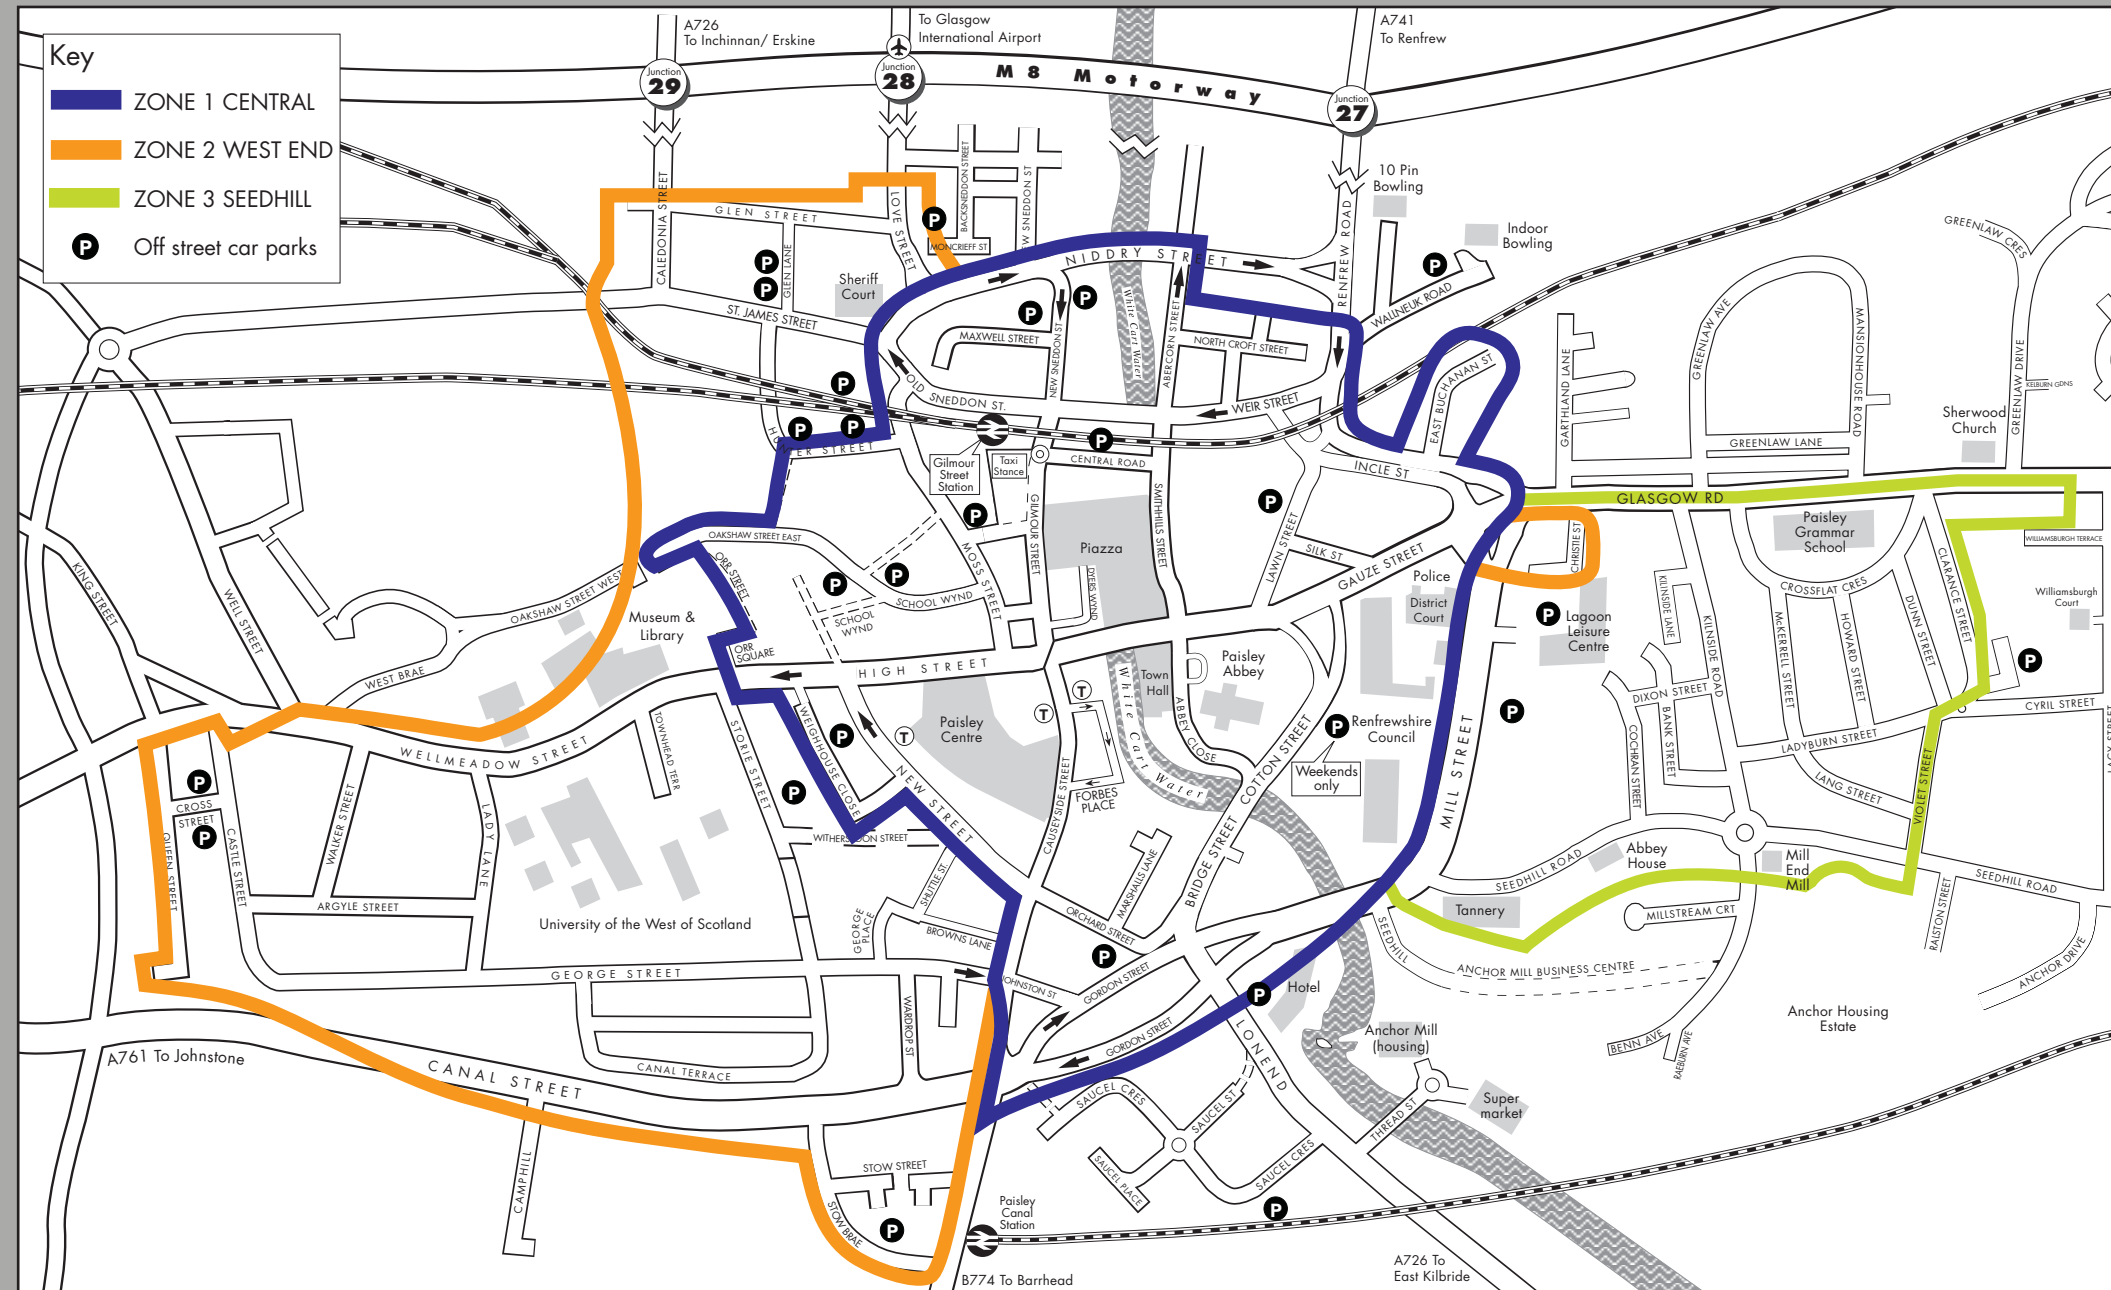 Key
ZONE 1 CENTRAL
ZONE 2 WEST END
ZONE 3 SEEDHILL
P
Off street car parks
A726
To Inchinnan/ Erskine
To Glasgow
International Airport
A741
To Renfrew
Junction
29
Junction
28
M 8 Motorway
Junction
27
10 Pin
Bowling
Indoor
Bowling
GREENLAW CRES
CALEDONIA STREET
GLEN STREET
LOVE STREET
BACKSNEDDON STREET
MONCRIEFF ST
GLEN LANE
Sheriff
Court
ST. JAMES STREET
NIDDRY STREET
RENFREW ROAD
WALLNEUK ROAD
MAXWELL STREET
NEW SNEDDON ST
White Cart Water
ABERCORN STREET
NORTH CROFT STREET
OLD
SNEDDON ST.
WEIR STREET
EAST BUCHANAN ST
GARTHLAND LANE
GREENLAW AVE
MANSIONHOUSE ROAD
GREENLAW DRIVE
KELBURN GDNS
Sherwood
Church
GREENLAW LANE
Gilmour
Street
Station
Taxi
Stance
CENTRAL ROAD
INCLE ST
GLASGOW RD
Paisley
Grammar
School
WILLIAMSBURGH TERRACE
Williamsburgh
Court
OAKSHAW STREET EAST
ORR STREET
MOSS STREET
GILMOUR STREET
Piazza
SMITHHILLS STREET
DYERS WYND
LAWN STREET
SILK ST
GAUZE STREET
Police
District
Court
CHRISTIE ST
Lagoon
Leisure
Centre
KILNSIDE LANE
KILNSIDE ROAD
CROSSFLAT CRES
McKERRELL STREET
HOWARD STREET
DUNN STREET
CLARANCE STREET
CYRIL STREET
KING STREET
WELL STREET
OAKSHAW STREET WEST
WEST BRAE
Museum &
Library
SCHOOL WYND
SCHOOL
WYND
ORR
SQUARE
HIGH STREET
Paisley
Centre
T
T
T
Town
Hall
Paisley
Abbey
ABBEY CLOSE
White Cart Water
COTTON STREET
Renfrewshire
Council
Weekends
only
MILL STREET
DIXON STREET
BANK STREET
COCHRAN STREET
LADYBURN STREET
LANG STREET
VIOLET STREET
WELLMEADOW STREET
TOWNHEAD TERR
STORIE STREET
WEIGHHOUSE CLOSE
NEW STREET
CAUSEYSIDE STREET
FORBES
PLACE
BRIDGE STREET
MARSHALLS LANE
CROSS
STREET
QUEEN STREET
CASTLE STREET
WALKER STREET
LADY LANE
ARGYLE STREET
University of the West of Scotland
SHUTTLE ST.
GEORGE
PLACE
BROWNS LANE
ORCHARD STREET
GEORGE STREET
JOHNSTON ST
GORDON STREET
GORDON STREET
WARDROP ST
Hotel
SEEDHILL
Tannery
SEEDHILL ROAD
Abbey
House
Mill
End
Mill
SEEDHILL ROAD
MILLSTREAM CRT
RALSTON STREET
ANCHOR DRIVE
ANCHOR MILL BUSINESS CENTRE
Anchor Housing
Estate
BENN AVE
RAEBURN AVE
Anchor Mill
(housing)
Super
market
THREAD ST
LONEND
A761 To Johnstone
CANAL STREET
CANAL TERRACE
CAMPHILL
STOW STREET
STOW BRAE
SAUCEL CRES
SAUCEL ST
SAUCEL PLACE
SAUCEL CRES
Paisley
Canal
Station
B774 To Barrhead
A726 To
East Kilbride